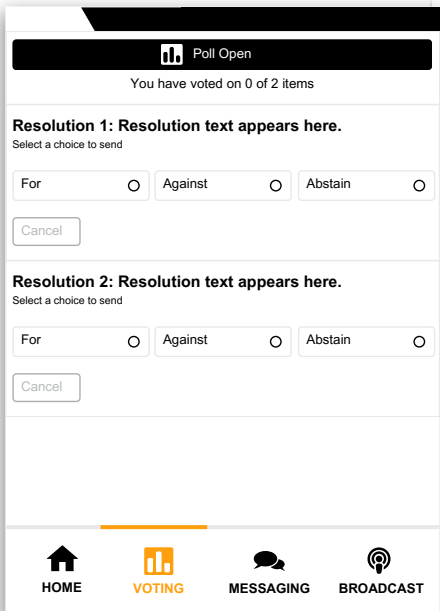 Poll Open
You have voted on 0 of 2 items
Resolution 1: Resolution text appears here.
Select a choice to send
For Against Abstain
Cancel
Resolution 2: Resolution text appears here.
Select a choice to send
For Against Abstain
Cancel
HOME VOTING MESSAGING BROADCAST